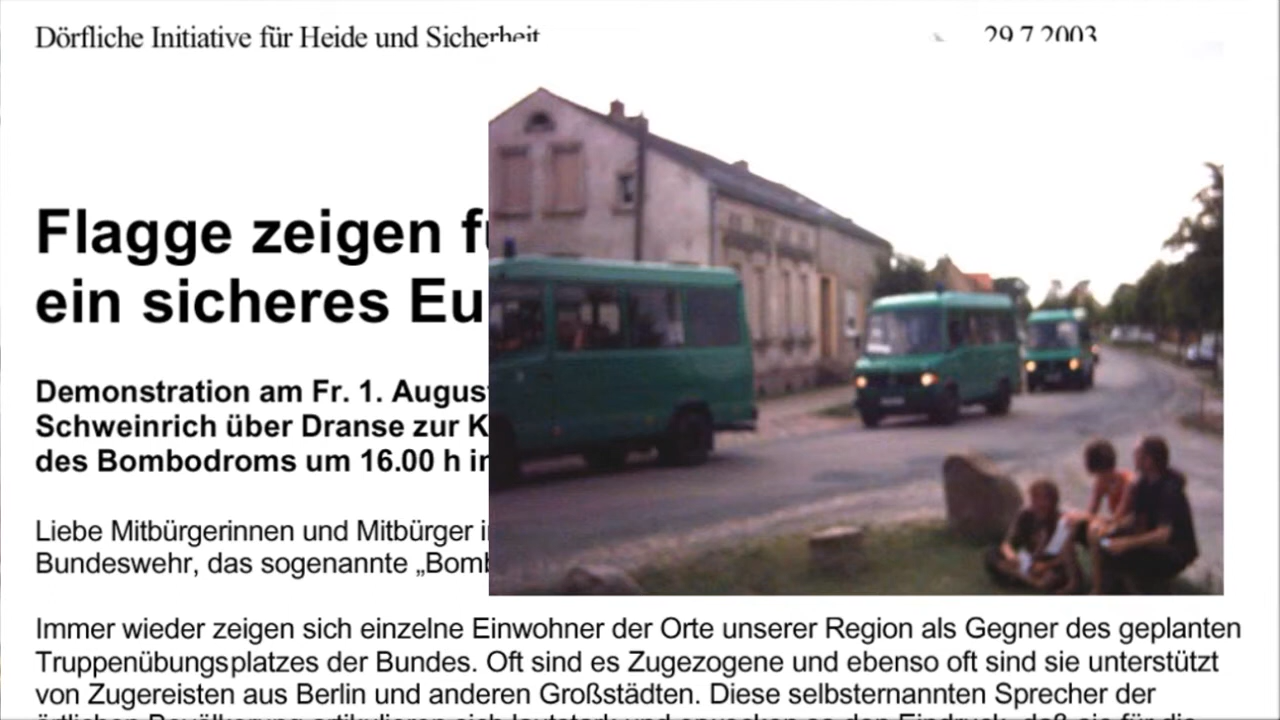 Dörfliche Initiative für Heide und Sicherheit
29.7.2003
Flagge zeigen
ein sicheres
Demonstration am Fr. 1. August
Schweinrich über Dranse zur
des Bombodroms um 16.00 h
Liebe Mitbürgerinnen und Mitbürger
Bundeswehr, das sogenannte
Immer wieder zeigen sich einzelne Einwohner der Orte unserer Region als Gegner des geplanten
Truppenübungsplatzes der Bundes. Oft sind es Zugezogene und ebenso oft sind sie unterstützt
von Zugereisten aus Berlin und anderen Großstädten. Diese selbsternannten Sprecher der